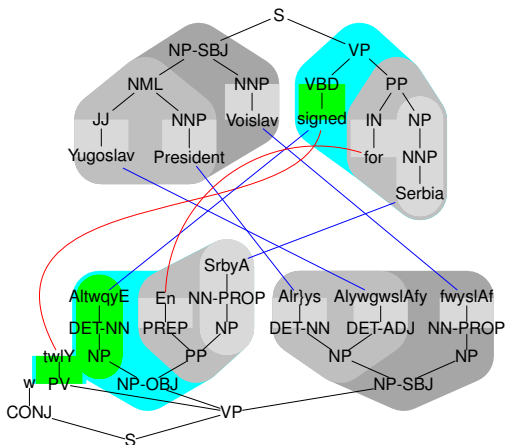 S
NP-SBJ VP
NML NNP VBD PP
JJ NNP Voislav signed IN NP
Yugoslav President for NNP
Serbia
SrbyA
AltwqyE En NN-PROP Alr}ys AlywgwslAfy fwyslAf
DET-NN PREP NP DET-NN DET-ADJ NN-PROP
twlY NP PP NP NP
w PV NP-OBJ NP-SBJ
CONJ VP
S